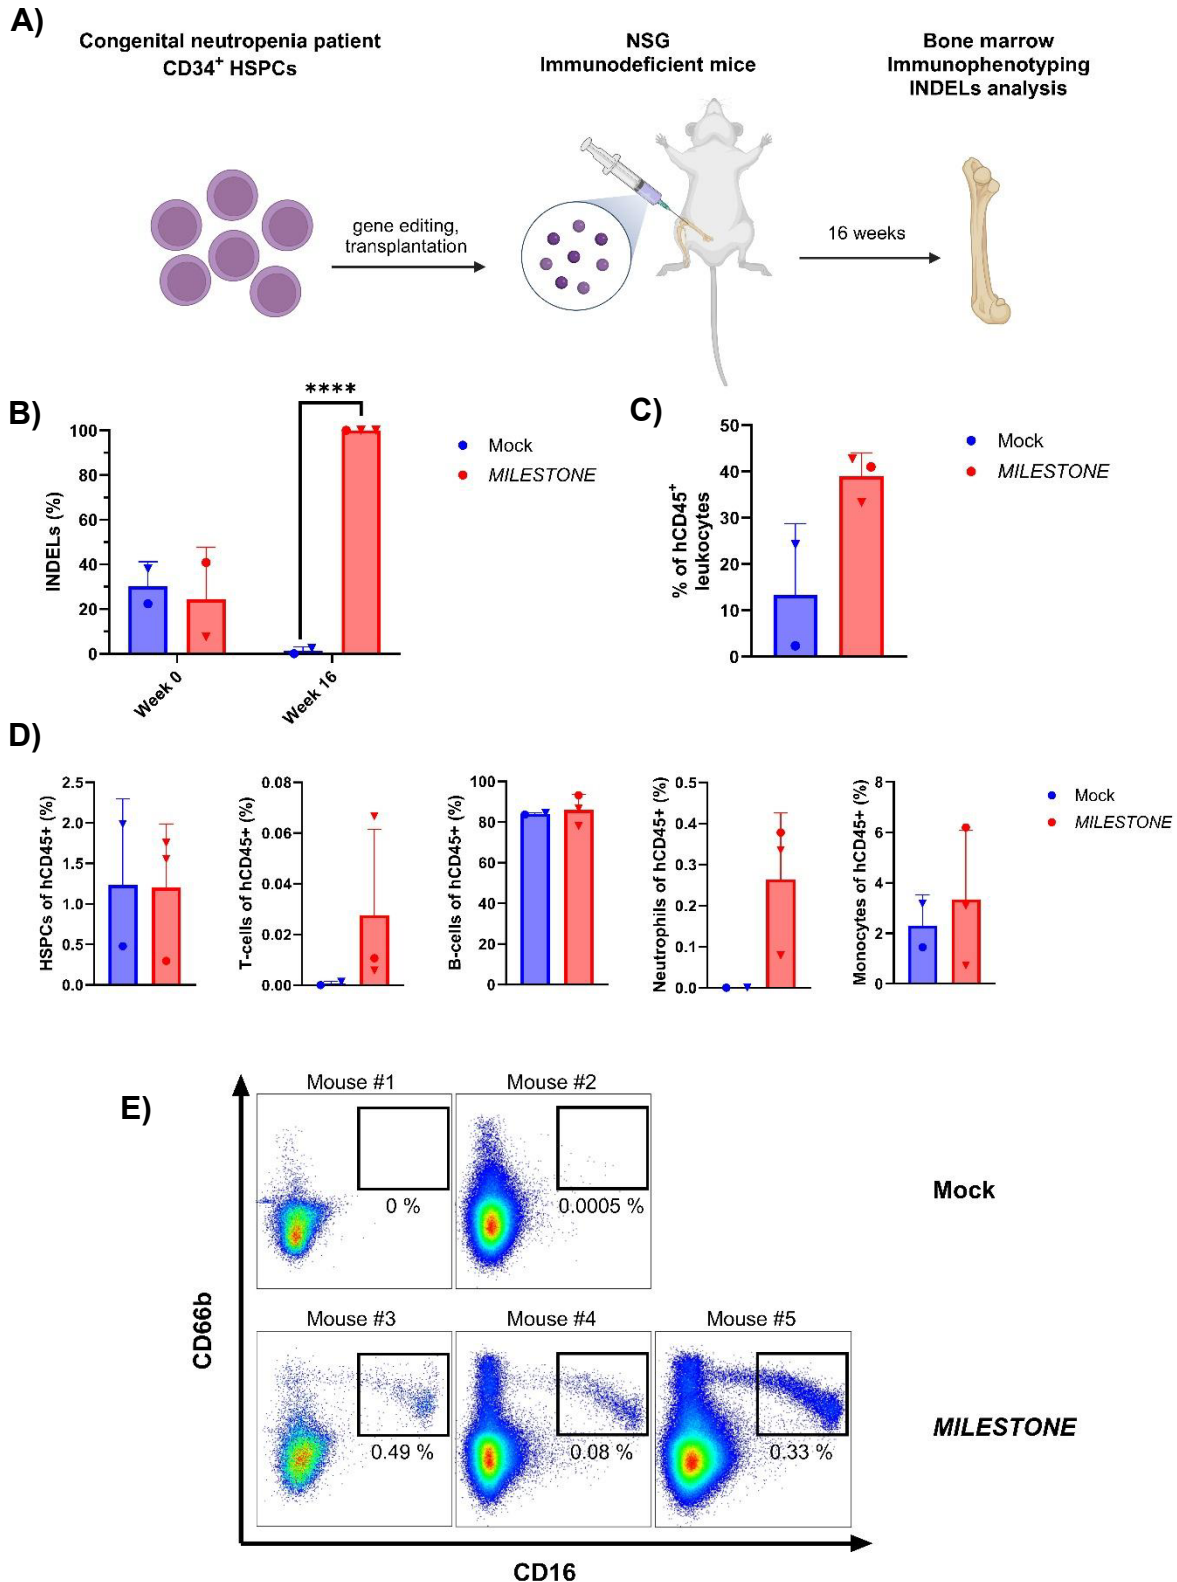 A)
Congenital neutropenia patient
CD34⁺ HSPCs
NSG
Immunodeficient mice
Bone marrow
Immunophenotyping
INDELs analysis
gene editing,
transplantation
16 weeks
B)
****
INDELs (%)
100
80
60
40
20
0
Week 0
Week 16
Mock
MILESTONE
C)
% of hCD45⁺
leukocytes
50
40
30
20
10
0
Mock
MILESTONE
D)
HSPCs of hCD45+ (%)
2.5
2.0
1.5
1.0
0.5
0.0
T-cells of hCD45+ (%)
0.08
0.06
0.04
0.02
0.00
B-cells of hCD45+ (%)
100
80
60
40
20
0
Neutrophils of hCD45+ (%)
0.5
0.4
0.3
0.2
0.1
0.0
Monocytes of hCD45+ (%)
8
6
4
2
0
Mock
MILESTONE
E)
Mouse #1
Mouse #2
0 %
0.0005 %
Mock
CD66b
Mouse #3
Mouse #4
Mouse #5
0.49 %
0.08 %
0.33 %
MILESTONE
CD16